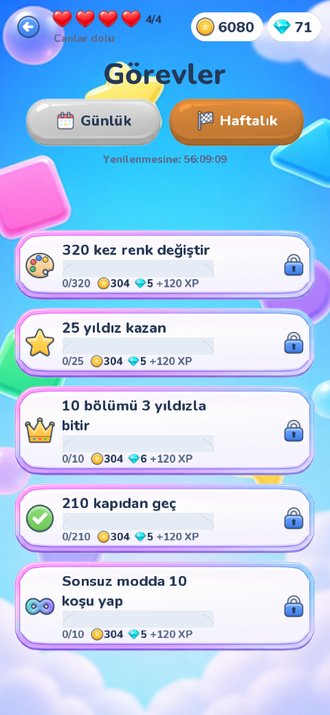 4/4
Canlar dolu
6080
71
Görevler
Günlük
Haftalık
Yenilenmesine: 56:09:09
320 kez renk değiştir
0/320 304 5 +120 XP
25 yıldız kazan
0/25 304 5 +120 XP
10 bölümü 3 yıldızla
bitir
0/10 304 6 +120 XP
210 kapıdan geç
0/210 304 5 +120 XP
Sonsuz modda 10
koşu yap
0/10 304 5 +120 XP